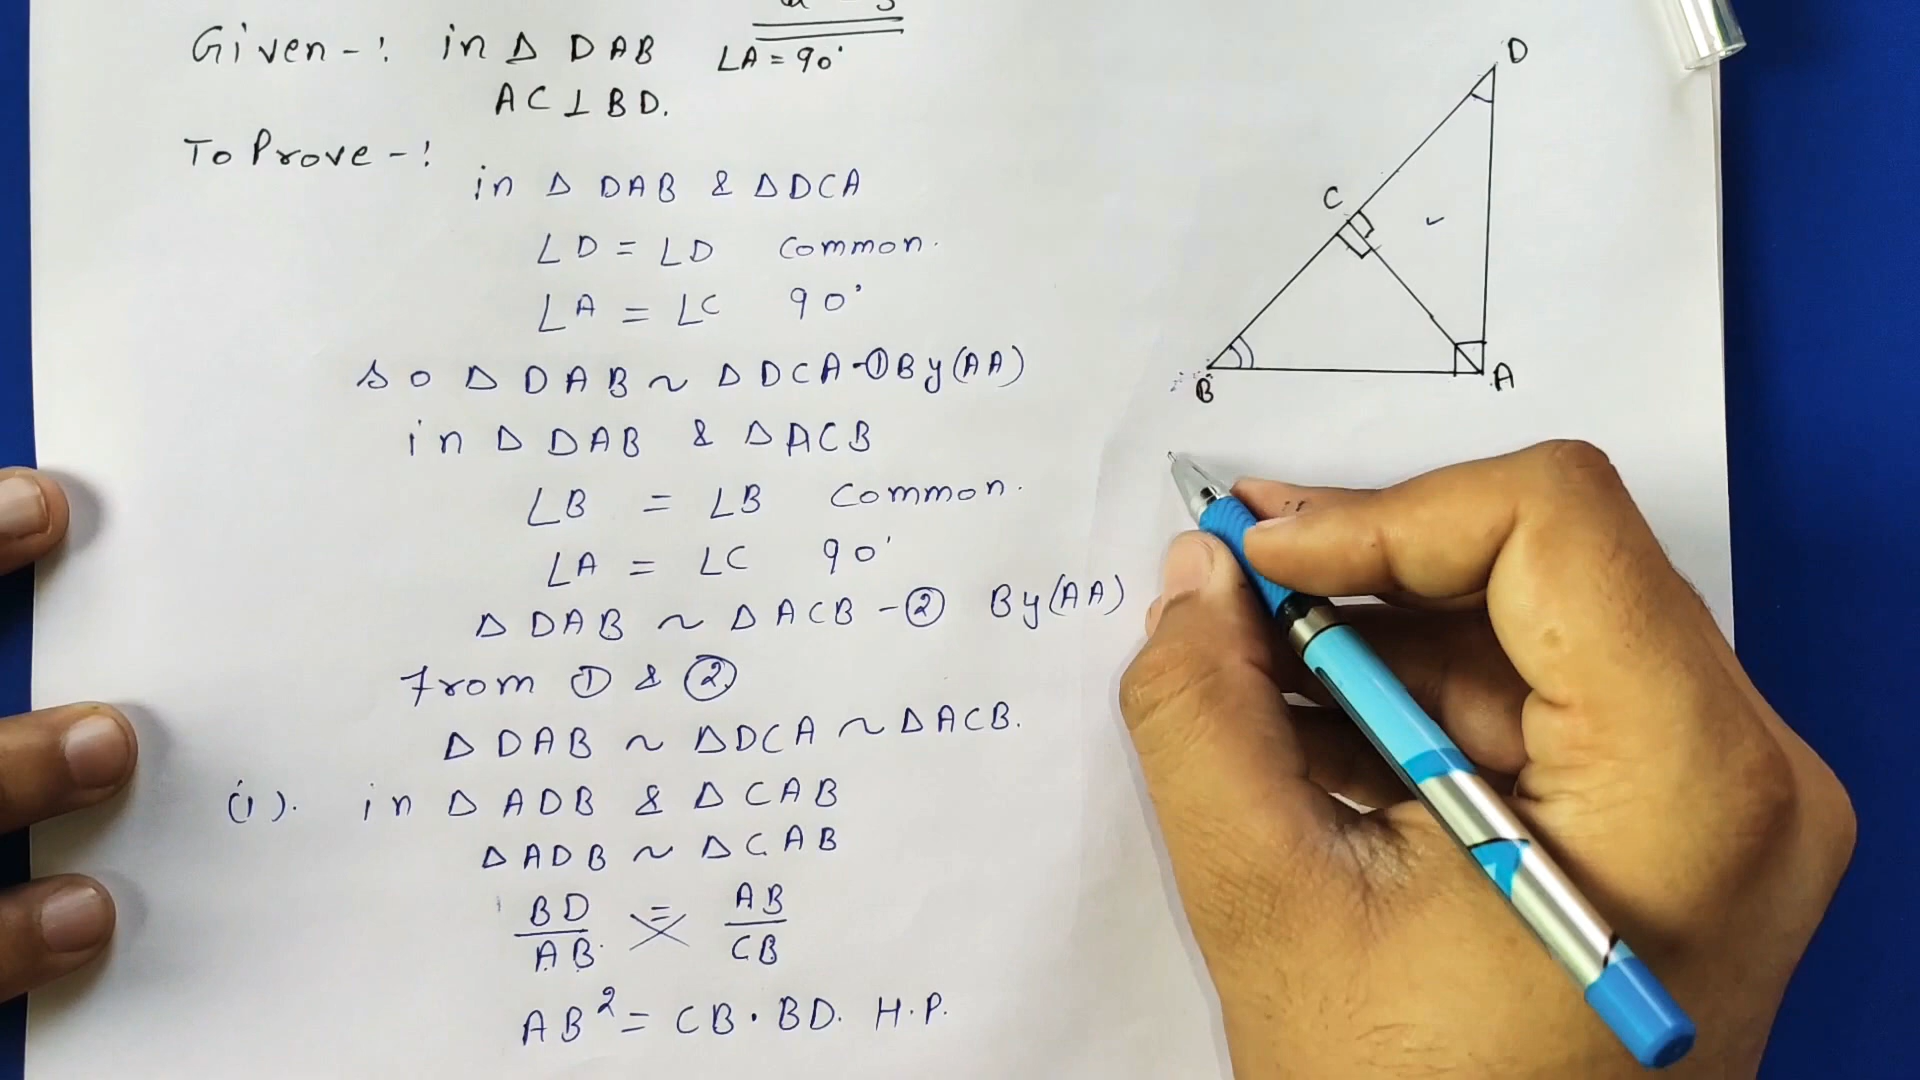 Given-: in Δ DAB ∠A = 90°
AC ⊥ BD.
To Prove-:
in Δ DAB & Δ DCA
∠D = ∠D common.
∠A = ∠C 90°
so Δ DAB ~ Δ DCA-① By (AA)
in Δ DAB & Δ ACB
∠B = ∠B common.
∠A = ∠C 90°
Δ DAB ~ Δ ACB -② By (AA)
From ① & ②
Δ DAB ~ Δ DCA ~ Δ ACB.
(i). in Δ ADB & Δ CAB
Δ ADB ~ Δ CAB
BD/AB = AB/CB
AB² = CB · BD. H.P.
D
C
B
A